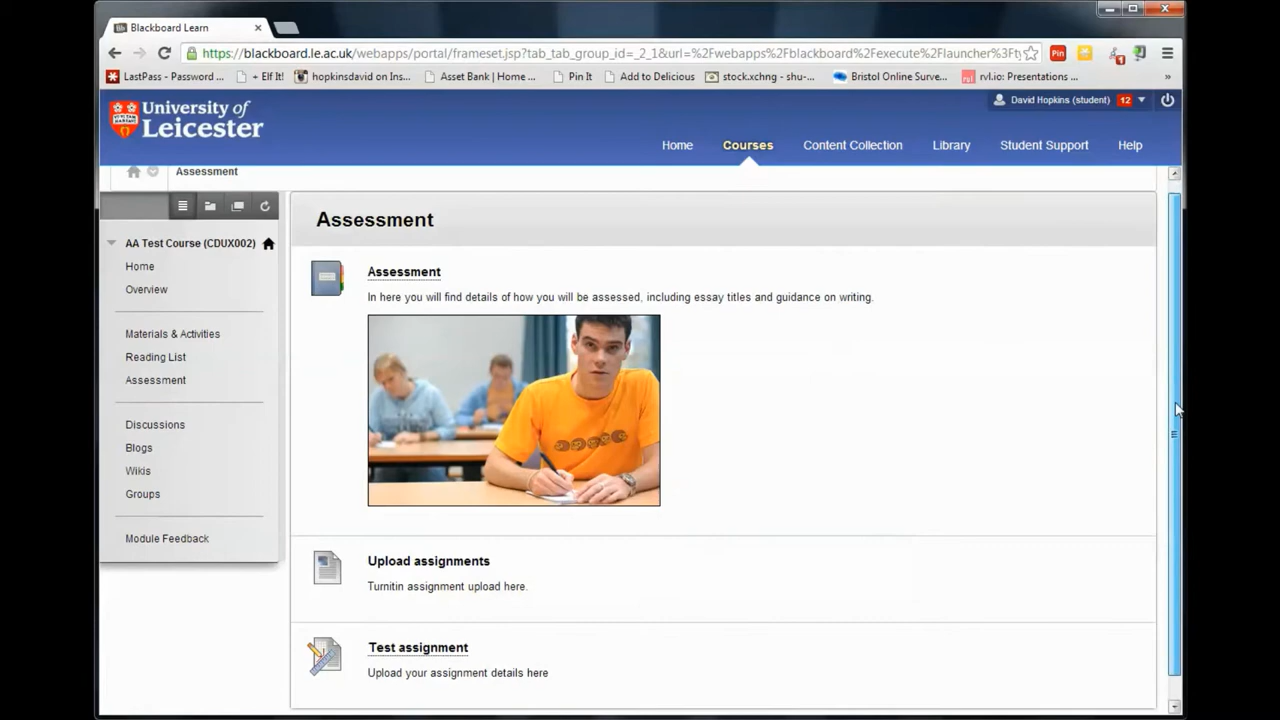 Blackboard Learn
https://blackboard.le.ac.uk/webapps/portal/frameset.jsp?tab_tab_group_id=_2_1&url=%2Fwebapps%2Fblackboard%2Fexecute%2Flauncher%3Fty
LastPass - Password ... + Elf It! hopkinsdavid on Ins... Asset Bank | Home ... Pin It Add to Delicious stock.xchng - shu-... Bristol Online Surve... rvl.io: Presentations ... »
David Hopkins (student) 12
University of
Leicester
Home Courses Content Collection Library Student Support Help
Assessment
AA Test Course (CDUX002)
Home
Overview
Materials & Activities
Reading List
Assessment
Discussions
Blogs
Wikis
Groups
Module Feedback
Assessment
Assessment
In here you will find details of how you will be assessed, including essay titles and guidance on writing.
Upload assignments
Turnitin assignment upload here.
Test assignment
Upload your assignment details here